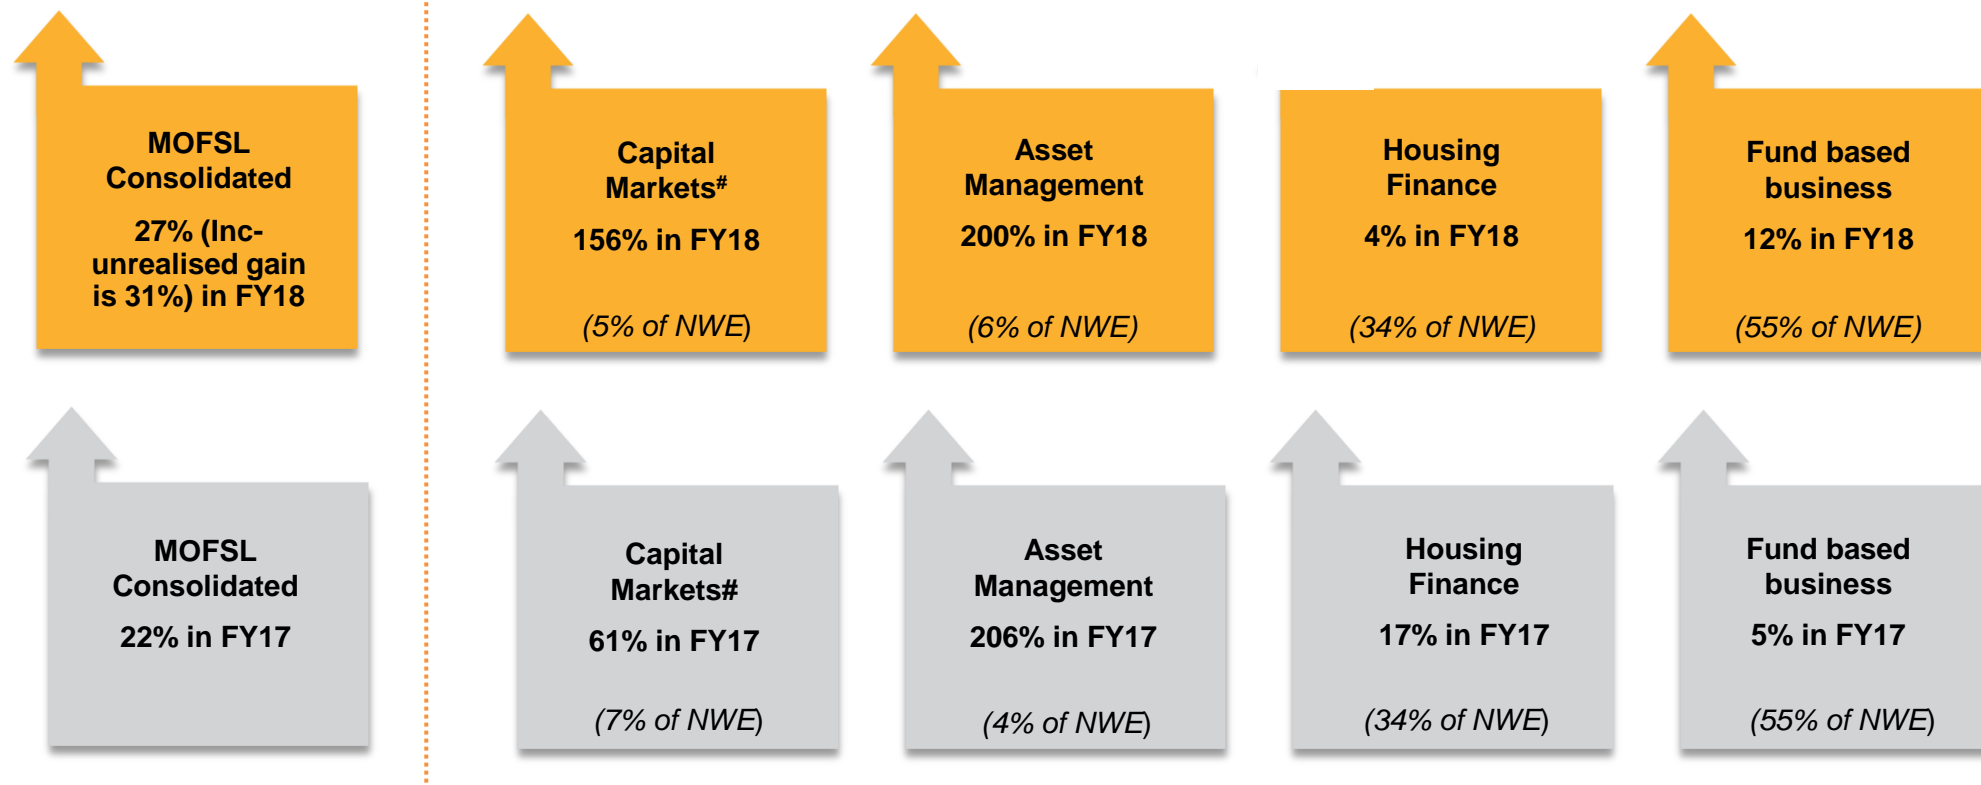 MOFSL
Consolidated
27% (Inc-
unrealised gain
is 31%) in FY18
Capital
Markets#
156% in FY18
(5% of NWE)
Asset
Management
200% in FY18
(6% of NWE)
Housing
Finance
4% in FY18
(34% of NWE)
Fund based
business
12% in FY18
(55% of NWE)
MOFSL
Consolidated
22% in FY17
Capital
Markets#
61% in FY17
(7% of NWE)
Asset
Management
206% in FY17
(4% of NWE)
Housing
Finance
17% in FY17
(34% of NWE)
Fund based
business
5% in FY17
(55% of NWE)